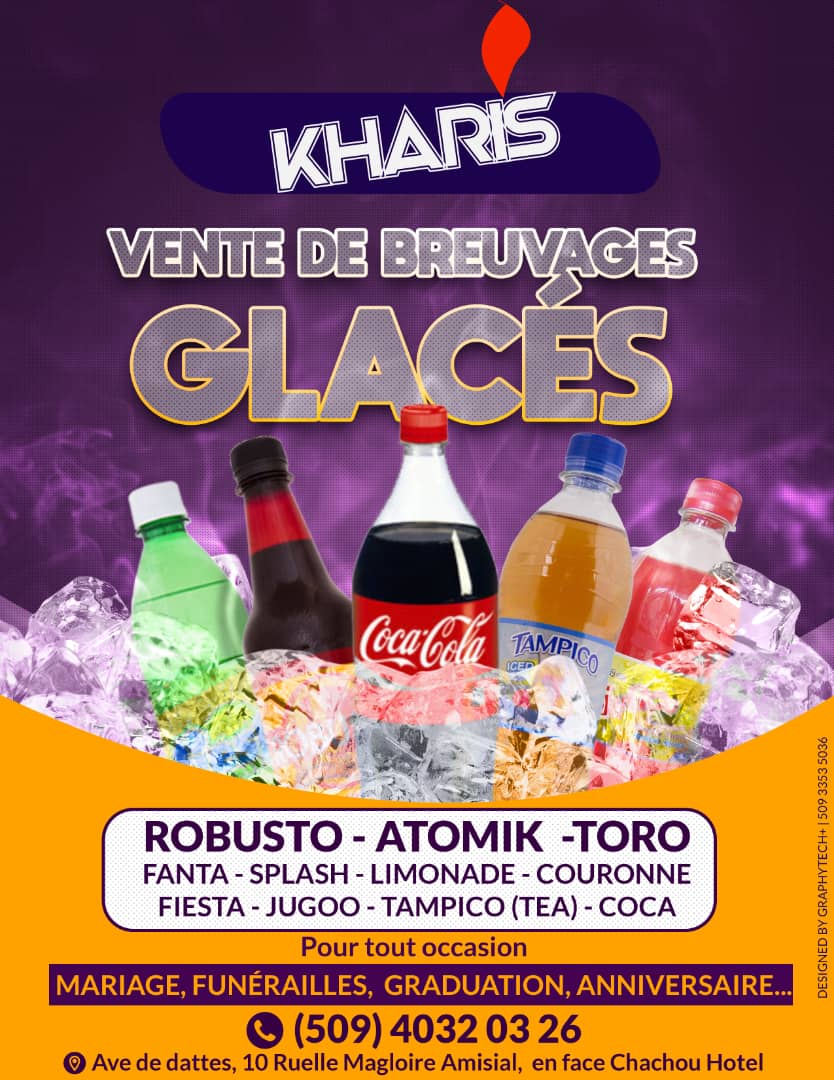 KHARIS
VENTE DE BREUVAGES
GLACÉS
Coca-Cola
TAMPICO
ICED
ROBUSTO - ATOMIK -TORO
FANTA - SPLASH - LIMONADE - COURONNE
FIESTA - JUGOO - TAMPICO (TEA) - COCA
Pour tout occasion
MARIAGE, FUNÉRAILLES, GRADUATION, ANNIVERSAIRE...
(509) 4032 03 26
Ave de dattes, 10 Ruelle Magloire Amisial, en face Chachou Hotel
DESIGNED BY GRAPHYTECH+ | 509 3353 5036